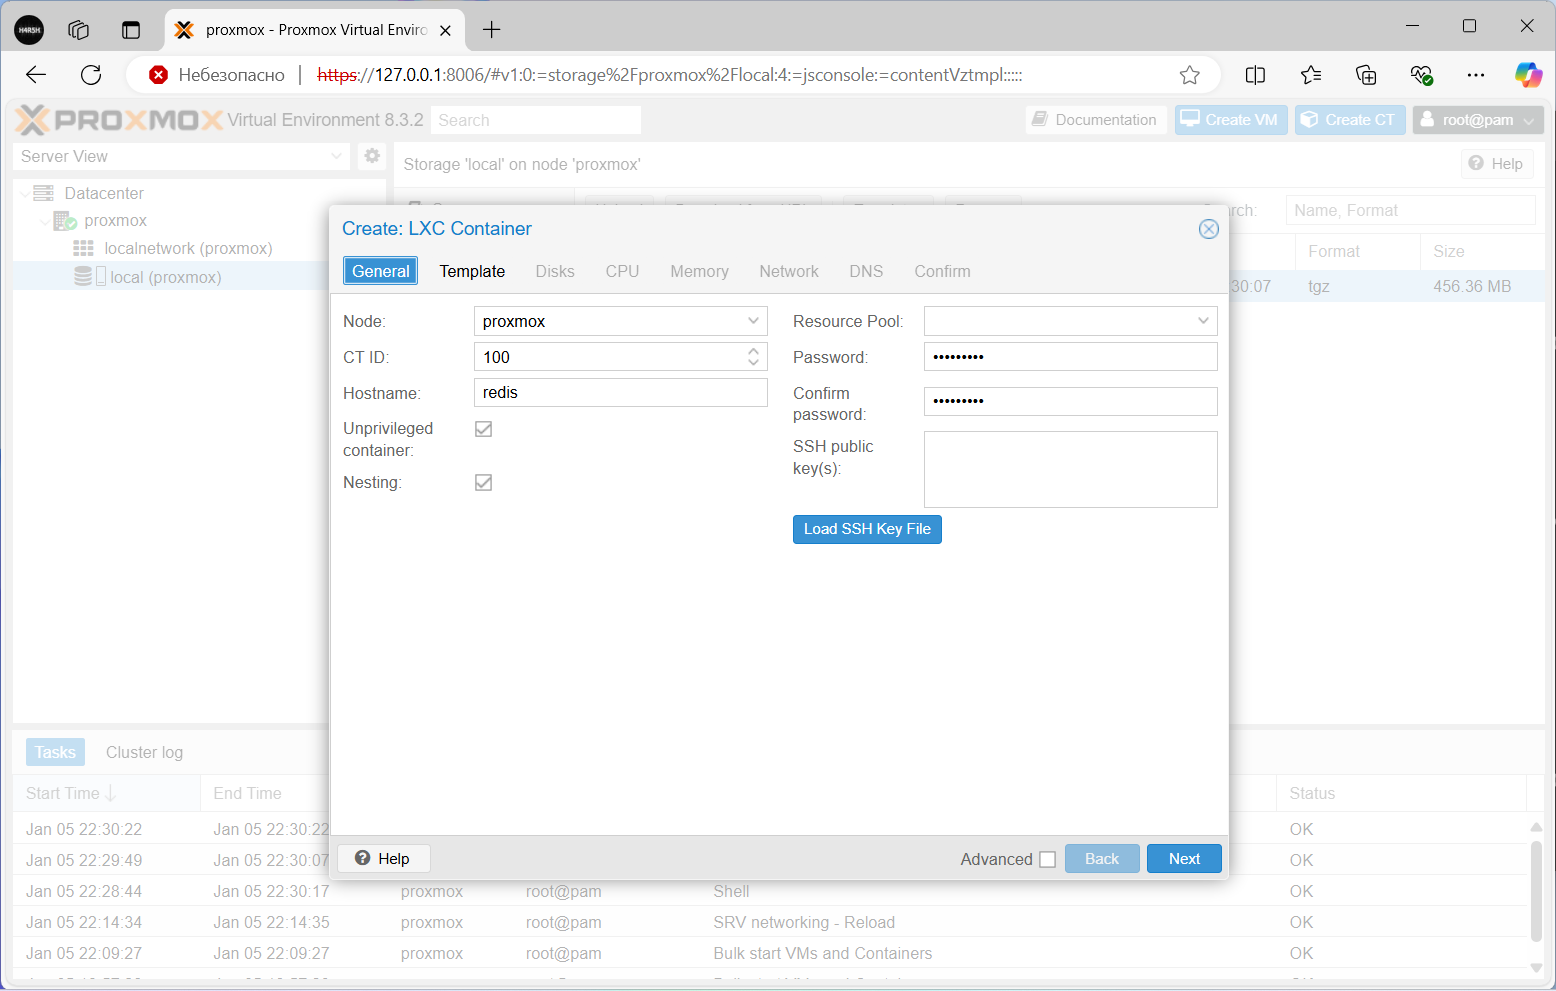 H4RSH
proxmox - Proxmox Virtual Enviro
Небезопасно
https://127.0.0.1:8006/#v1:0:=storage%2Fproxmox%2Flocal:4:=jsconsole:=contentVztmpl:::::
PROXMOX Virtual Environment 8.3.2
Search
Documentation
Create VM
Create CT
root@pam
Server View
Storage 'local' on node 'proxmox'
Help
Datacenter
proxmox
localnetwork (proxmox)
local (proxmox)
Name, Format
Format
Size
30:07
tgz
456.36 MB
Create: LXC Container
General
Template
Disks
CPU
Memory
Network
DNS
Confirm
Node:
proxmox
CT ID:
100
Hostname:
redis
Unprivileged
container:
Nesting:
Resource Pool:
Password:
•••••••••
Confirm
password:
•••••••••
SSH public
key(s):
Load SSH Key File
Help
Advanced
Back
Next
Tasks
Cluster log
Start Time
End Time
Status
Jan 05 22:30:22
Jan 05 22:30:22
OK
Jan 05 22:29:49
Jan 05 22:30:07
OK
Jan 05 22:28:44
Jan 05 22:30:17
proxmox
root@pam
Shell
OK
Jan 05 22:14:34
Jan 05 22:14:35
proxmox
root@pam
SRV networking - Reload
OK
Jan 05 22:09:27
Jan 05 22:09:27
proxmox
root@pam
Bulk start VMs and Containers
OK